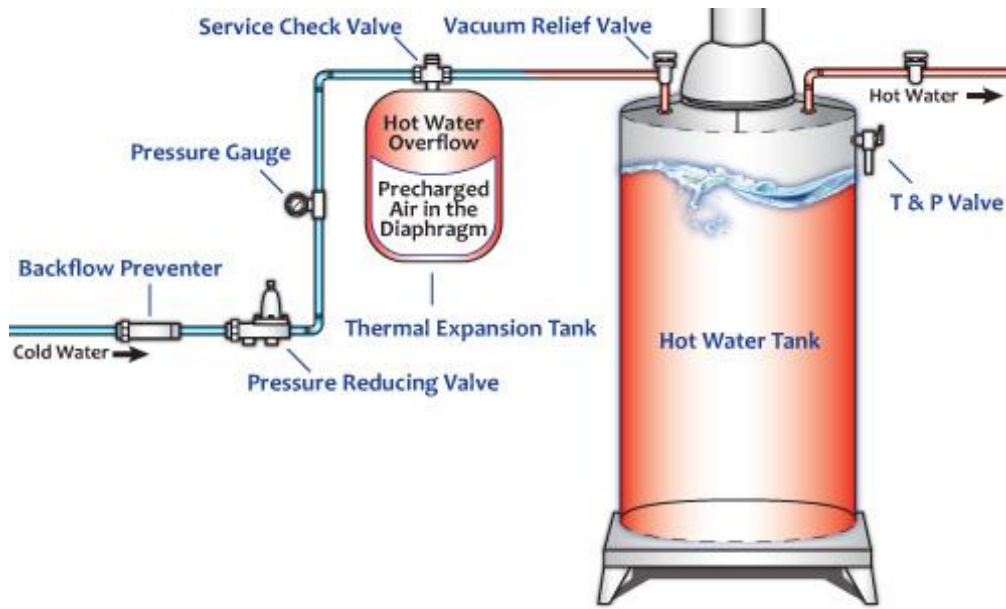 Service Check Valve
Vacuum Relief Valve
Hot Water
Hot Water
Overflow
Pressure Gauge
Precharged
Air in the
Diaphragm
T & P Valve
Backflow Preventer
Thermal Expansion Tank
Hot Water Tank
Cold Water
Pressure Reducing Valve